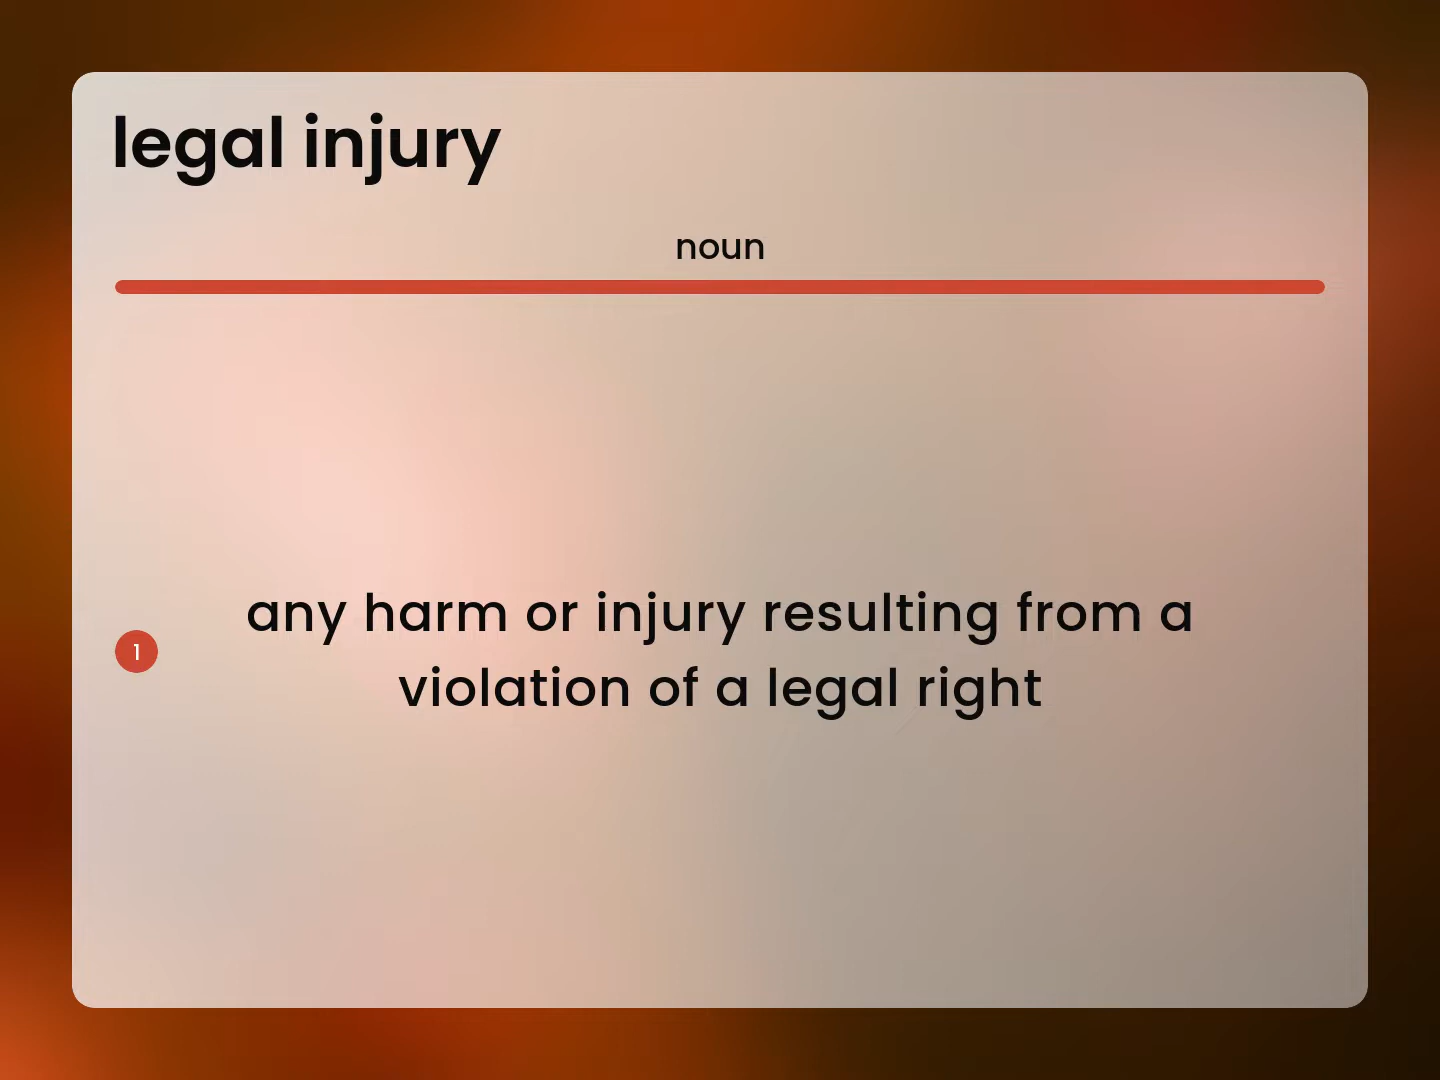 legal injury
noun
1
any harm or injury resulting from a
violation of a legal right